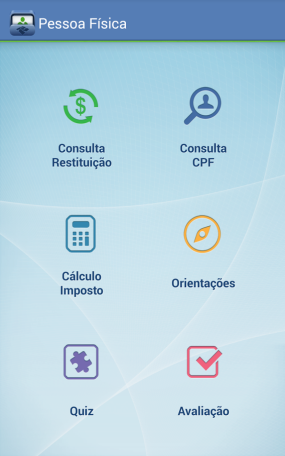 Pessoa Física
Consulta
Restituição
Consulta
CPF
Cálculo
Imposto
Orientações
Quiz
Avaliação